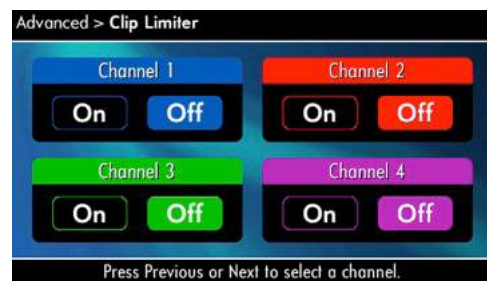 Advanced > Clip Limiter
Channel 1
Channel 2
On Off
On Off
Channel 3
Channel 4
On Off
On Off
Press Previous or Next to select a channel.